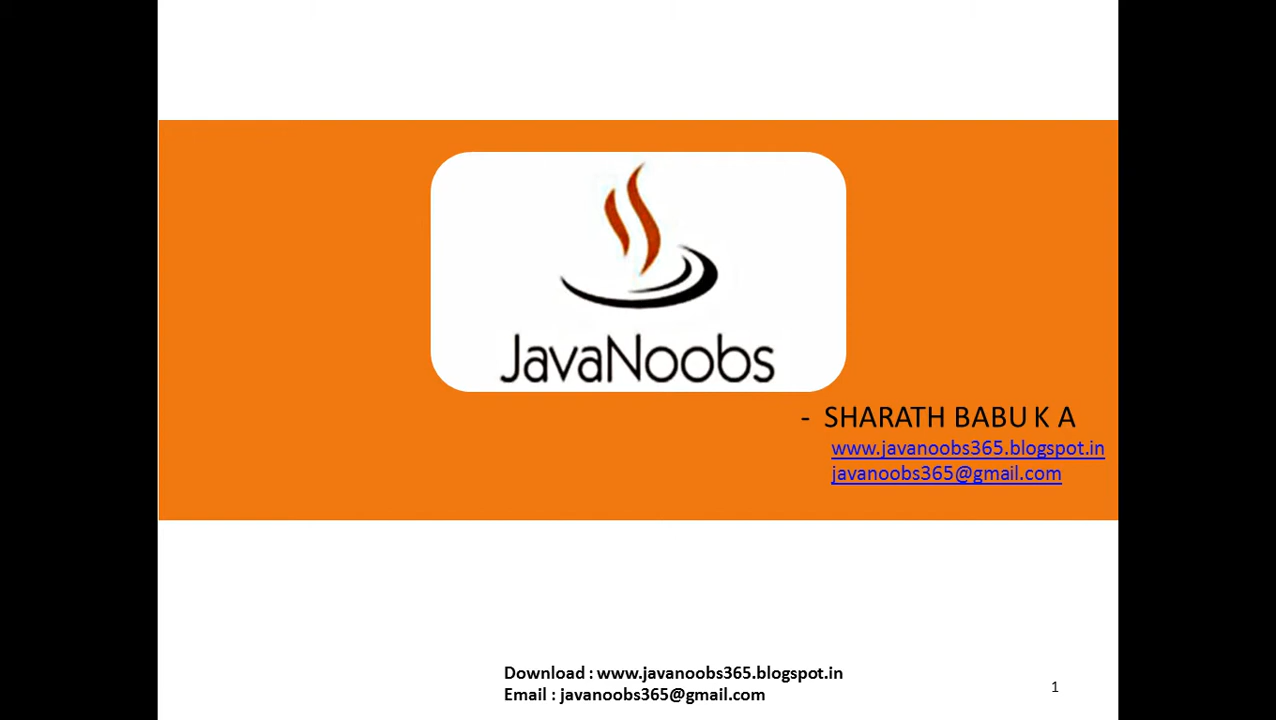 JavaNoobs
- SHARATH BABU K A
www.javanoobs365.blogspot.in
javanoobs365@gmail.com
Download : www.javanoobs365.blogspot.in
Email : javanoobs365@gmail.com
1